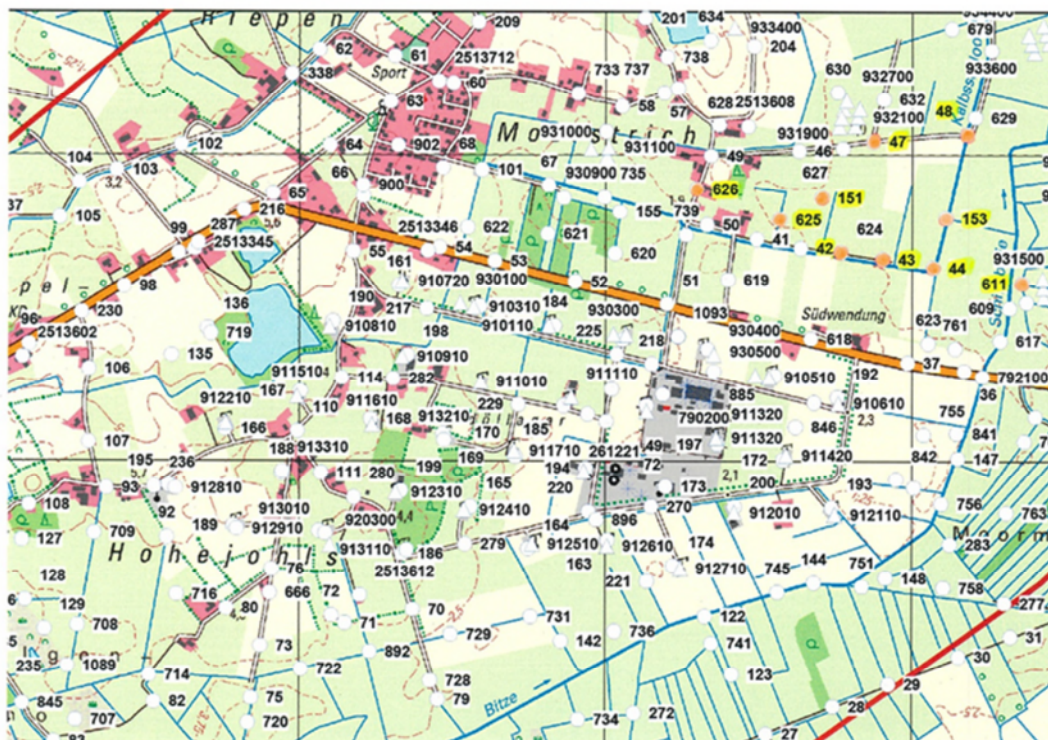 Riepen 209 201 634 933400 934400
62 61 2513712 738 204 679
338 Sport 60 733 737 630 932700 933600
63 58 57 628 2513608 632 932100 48 629
Moorstrich
102 64 902 68 931000 931100 49 931900 46 47
104 103 101 67 627
3,2 66 900 930900 735 626 151
37 105 65 216 155 739 625 153
5,6 287 2513346 622 621 50 41 42 624
99 2513345 55 54 620 43 44 931500
161 53 619 611
98 910720 930100 52 51
pel-
136 190 217 910310 184 930300 1093 Südwendung 609
96 230 198 910110 225 930400 618 623 761 617
2513602 719 910810 218 930500
135 910910 37
106 9115104 114 282 911010 911110 885 910510 192 792100
912210 167 110 911610 229 790200 911320 910610 36
166 168 913210 185 197 911320 846 2,3 755
107 188 913310 170 911710 261221 841
195 236 111 280 199 169 194 72 172 911420 842 147
5,7 93 912810 912310 165 220 173 2,1 200 193
108 92 913010 912410 270 756
709 189 912910 920300 4,4 164 896 912010 912110 763
127 Hohejohls 913110 186 279 912510 912610 174 283 Moorm
76 2513612 163 912710 144 751
128 716 666 72 221 745 148 758
129 80 70 731 122 277
708 71 736
73 729 142 741 31
235 1089 714 722 892 123 30
728 29
845 82 75 79 Bitze 28
707 720 734 272
83 27